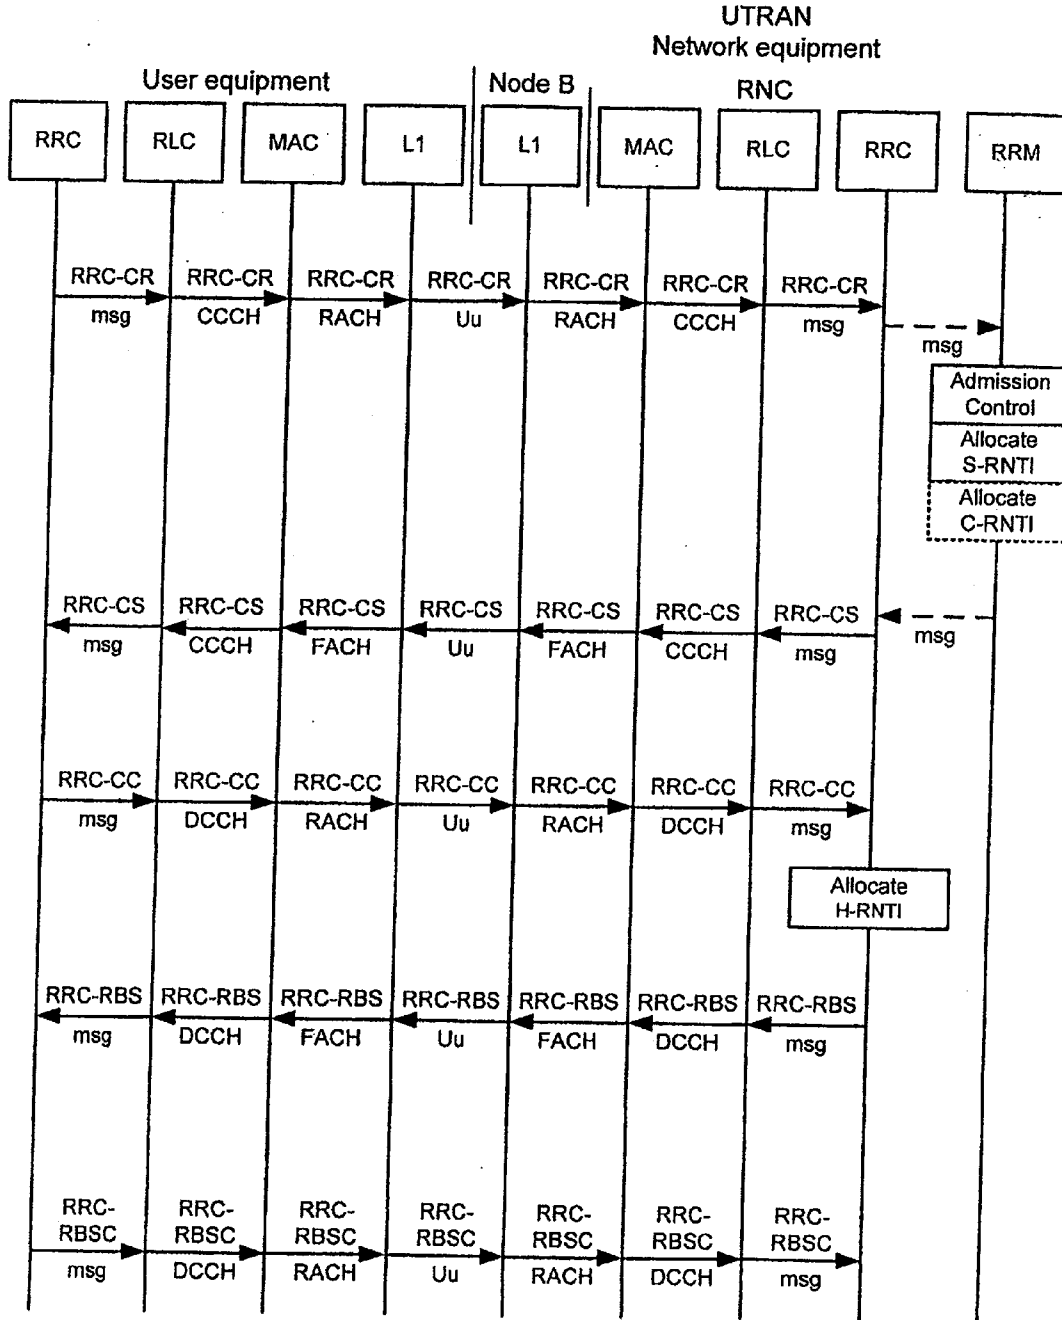 UTRAN
Network equipment
User equipment
Node B
RNC
RRC
RLC
MAC
L1
L1
MAC
RLC
RRC
RRM
RRC-CR RRC-CR RRC-CR RRC-CR RRC-CR RRC-CR RRC-CR
msg CCCH RACH Uu RACH CCCH msg
msg
Admission
Control
Allocate
S-RNTI
Allocate
C-RNTI
RRC-CS RRC-CS RRC-CS RRC-CS RRC-CS RRC-CS RRC-CS
msg CCCH FACH Uu FACH CCCH msg
msg
RRC-CC RRC-CC RRC-CC RRC-CC RRC-CC RRC-CC RRC-CC
msg DCCH RACH Uu RACH DCCH msg
Allocate
H-RNTI
RRC-RBS RRC-RBS RRC-RBS RRC-RBS RRC-RBS RRC-RBS RRC-RBS
msg DCCH FACH Uu FACH DCCH msg
RRC- RRC- RRC- RRC- RRC- RRC- RRC-
RBSC RBSC RBSC RBSC RBSC RBSC RBSC
msg DCCH RACH Uu RACH DCCH msg